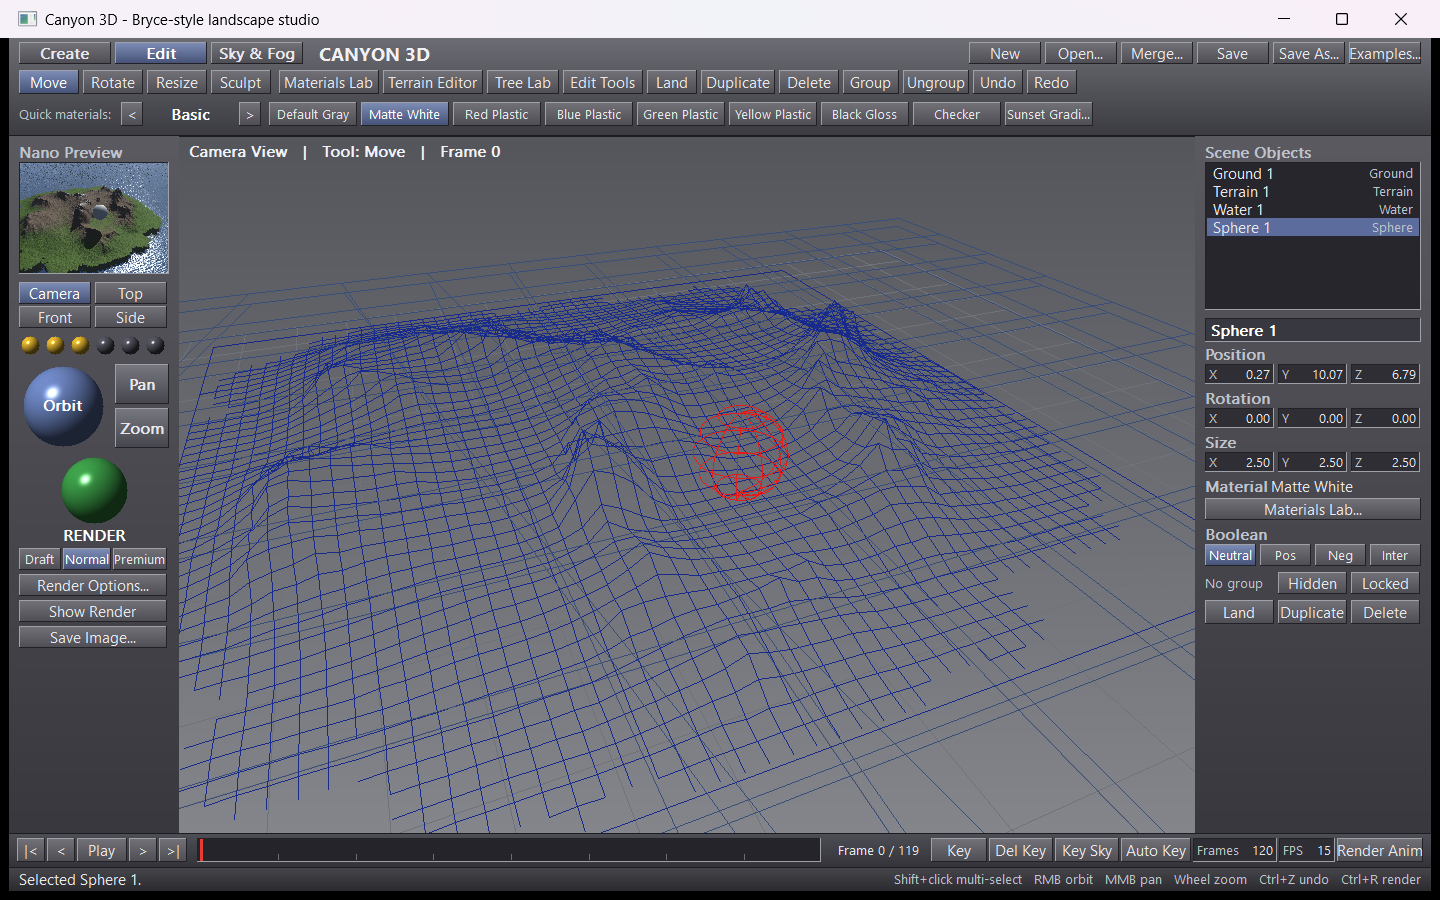 Canyon 3D - Bryce-style landscape studio
Create Edit Sky & Fog CANYON 3D New Open... Merge... Save Save As... Examples...
Move Rotate Resize Sculpt Materials Lab Terrain Editor Tree Lab Edit Tools Land Duplicate Delete Group Ungroup Undo Redo
Quick materials: < Basic > Default Gray Matte White Red Plastic Blue Plastic Green Plastic Yellow Plastic Black Gloss Checker Sunset Gradi...
Nano Preview
Camera Top
Front Side
Orbit
Pan
Zoom
RENDER
Draft Normal Premium
Render Options...
Show Render
Save Image...
Camera View | Tool: Move | Frame 0
Scene Objects
Ground 1 Ground
Terrain 1 Terrain
Water 1 Water
Sphere 1 Sphere
Sphere 1
Position
X 0.27 Y 10.07 Z 6.79
Rotation
X 0.00 Y 0.00 Z 0.00
Size
X 2.50 Y 2.50 Z 2.50
Material Matte White
Materials Lab...
Boolean
Neutral Pos Neg Inter
No group Hidden Locked
Land Duplicate Delete
|< < Play > >| Frame 0 / 119 Key Del Key Key Sky Auto Key Frames 120 FPS 15 Render Anim
Selected Sphere 1. Shift+click multi-select RMB orbit MMB pan Wheel zoom Ctrl+Z undo Ctrl+R render